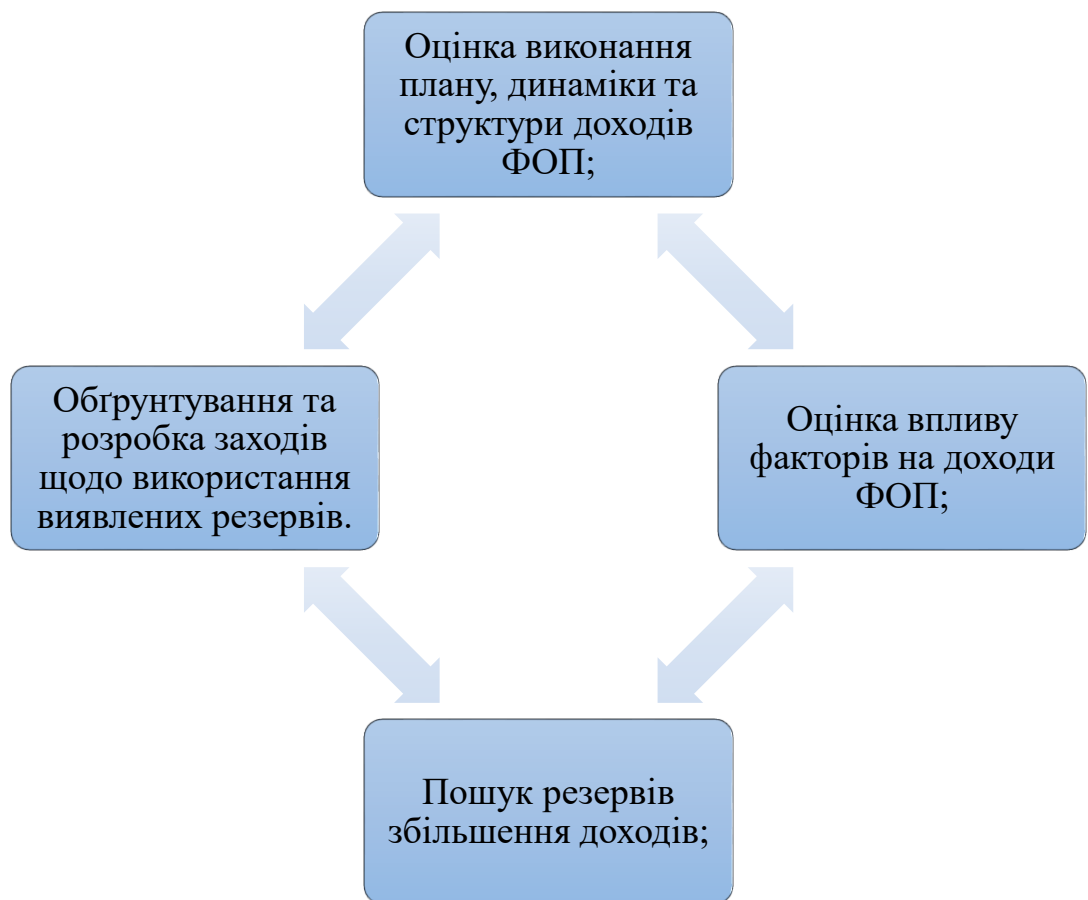 Оцінка виконання
плану, динаміки та
структури доходів
ФОП;
Обґрунтування та
розробка заходів
щодо використання
виявлених резервів.
Оцінка впливу
факторів на доходи
ФОП;
Пошук резервів
збільшення доходів;